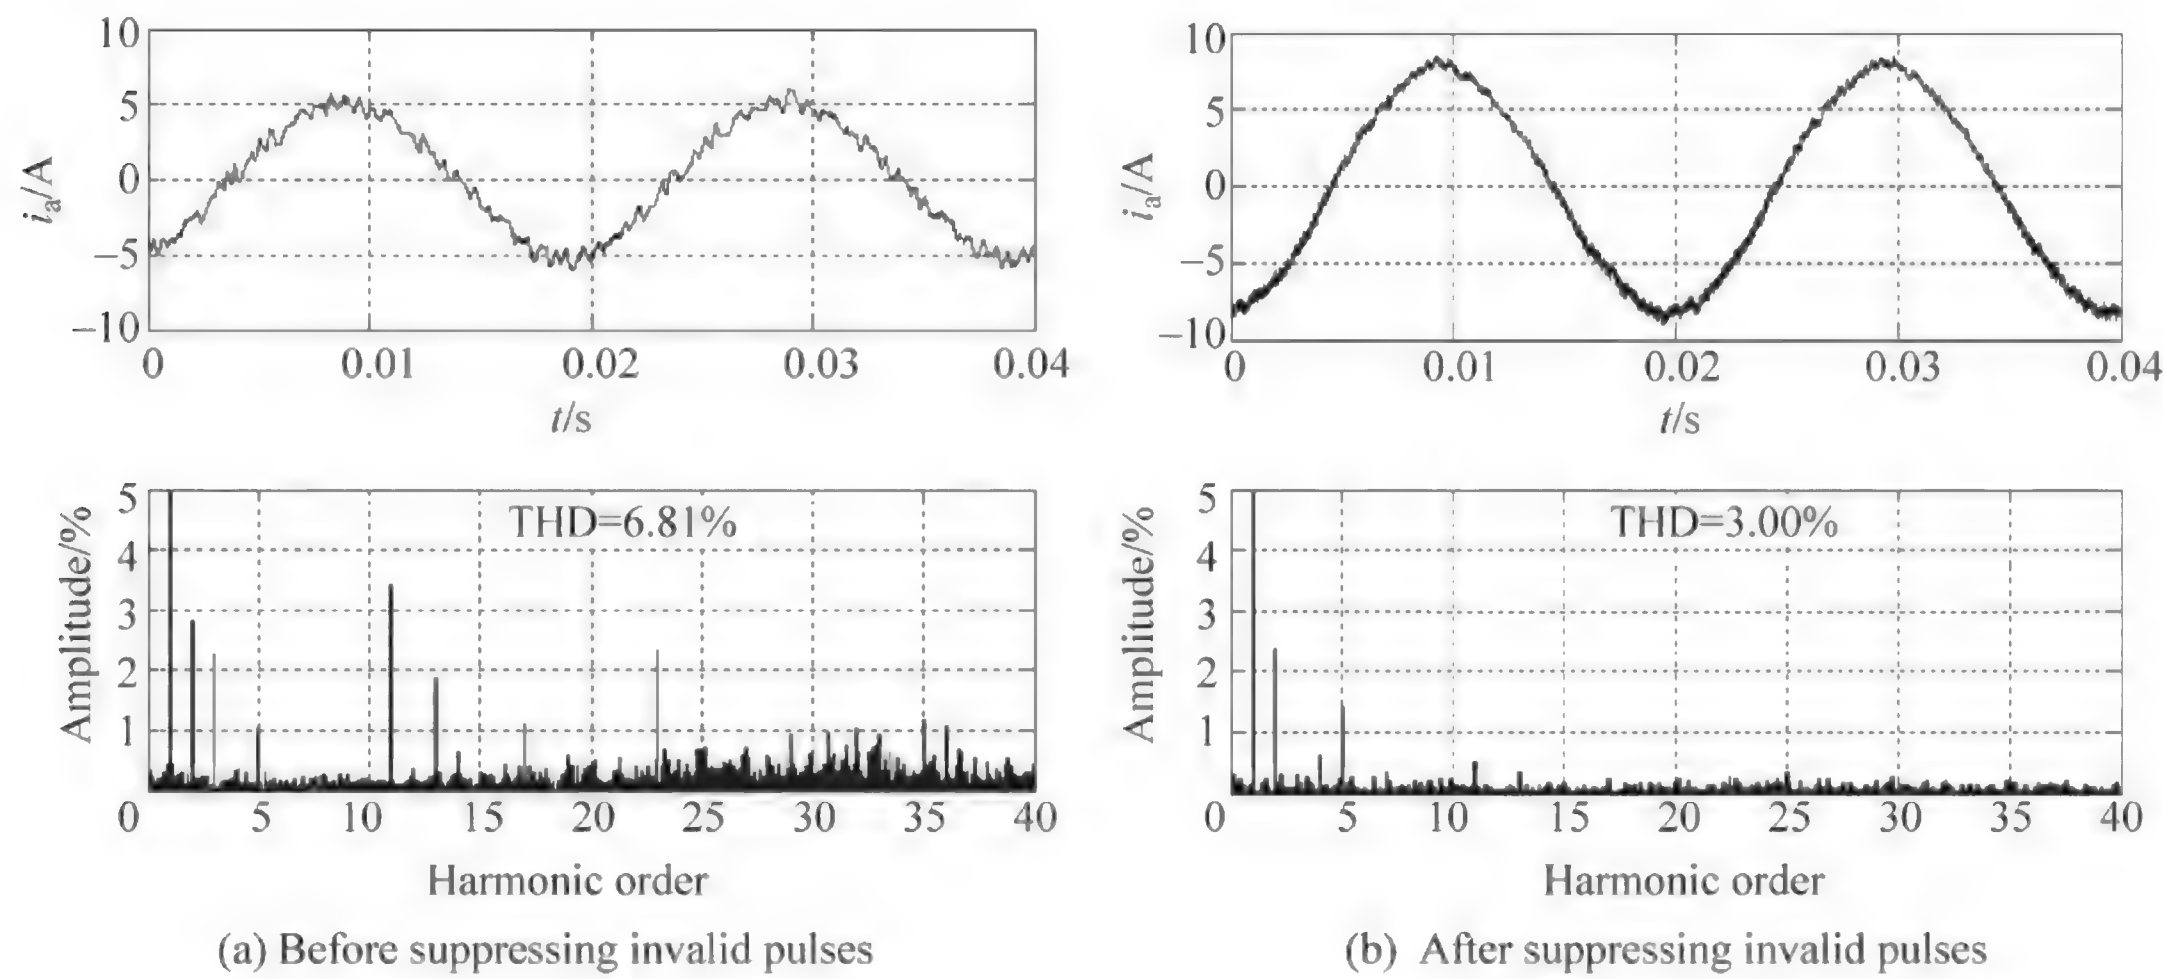 10
5
0
−5
−10
iₐ/A
0 0.01 0.02 0.03 0.04
t/s
10
5
0
−5
−10
iₐ/A
0 0.01 0.02 0.03 0.04
t/s
5
4
3
2
1
Amplitude/%
THD=6.81%
0 5 10 15 20 25 30 35 40
Harmonic order
(a) Before suppressing invalid pulses
5
4
3
2
1
Amplitude/%
THD=3.00%
0 5 10 15 20 25 30 35 40
Harmonic order
(b) After suppressing invalid pulses